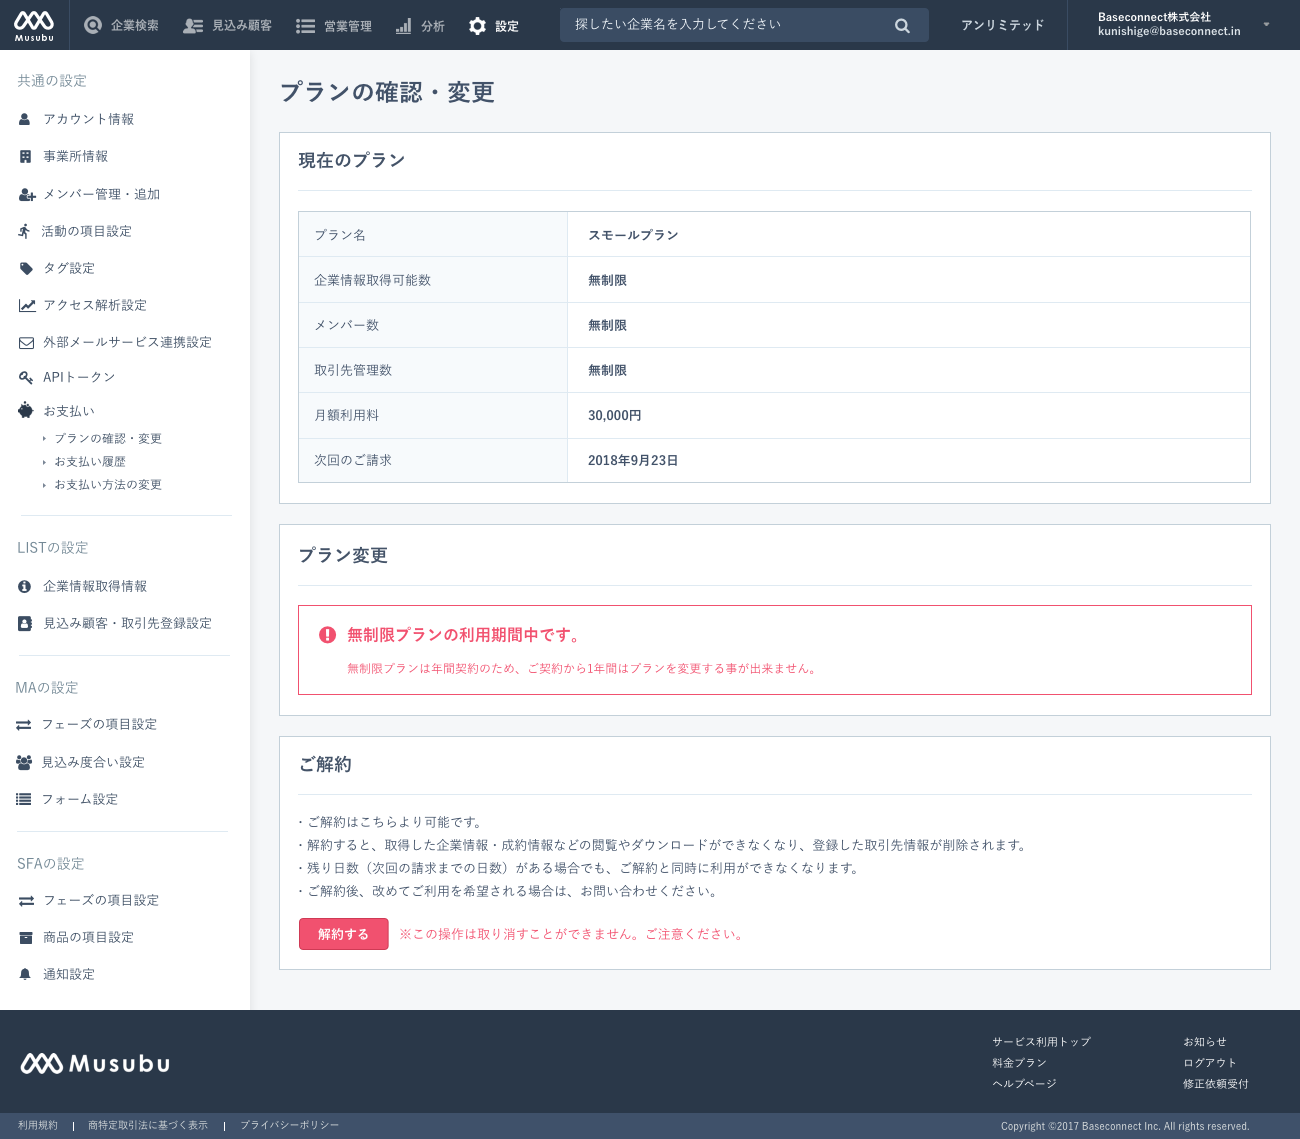 Musubu
企業検索
見込み顧客
営業管理
分析
設定
探したい企業名を入力してください
アンリミテッド
Baseconnect株式会社
kunishige@baseconnect.in
共通の設定
アカウント情報
事業所情報
メンバー管理・追加
活動の項目設定
タグ設定
アクセス解析設定
外部メールサービス連携設定
APIトークン
お支払い
プランの確認・変更
お支払い履歴
お支払い方法の変更
LISTの設定
企業情報取得情報
見込み顧客・取引先登録設定
MAの設定
フェーズの項目設定
見込み度合い設定
フォーム設定
SFAの設定
フェーズの項目設定
商品の項目設定
通知設定
プランの確認・変更
現在のプラン
プラン名 スモールプラン
企業情報取得可能数 無制限
メンバー数 無制限
取引先管理数 無制限
月額利用料 30,000円
次回のご請求 2018年9月23日
プラン変更
無制限プランの利用期間中です。
無制限プランは年間契約のため、ご契約から1年間はプランを変更する事が出来ません。
ご解約
・ご解約はこちらより可能です。
・解約すると、取得した企業情報・成約情報などの閲覧やダウンロードができなくなり、登録した取引先情報が削除されます。
・残り日数（次回の請求までの日数）がある場合でも、ご解約と同時に利用ができなくなります。
・ご解約後、改めてご利用を希望される場合は、お問い合わせください。
解約する ※この操作は取り消すことができません。ご注意ください。
Musubu
サービス利用トップ
料金プラン
ヘルプページ
お知らせ
ログアウト
修正依頼受付
利用規約 | 商特定取引法に基づく表示 | プライバシーポリシー
Copyright ©2017 Baseconnect Inc. All rights reserved.